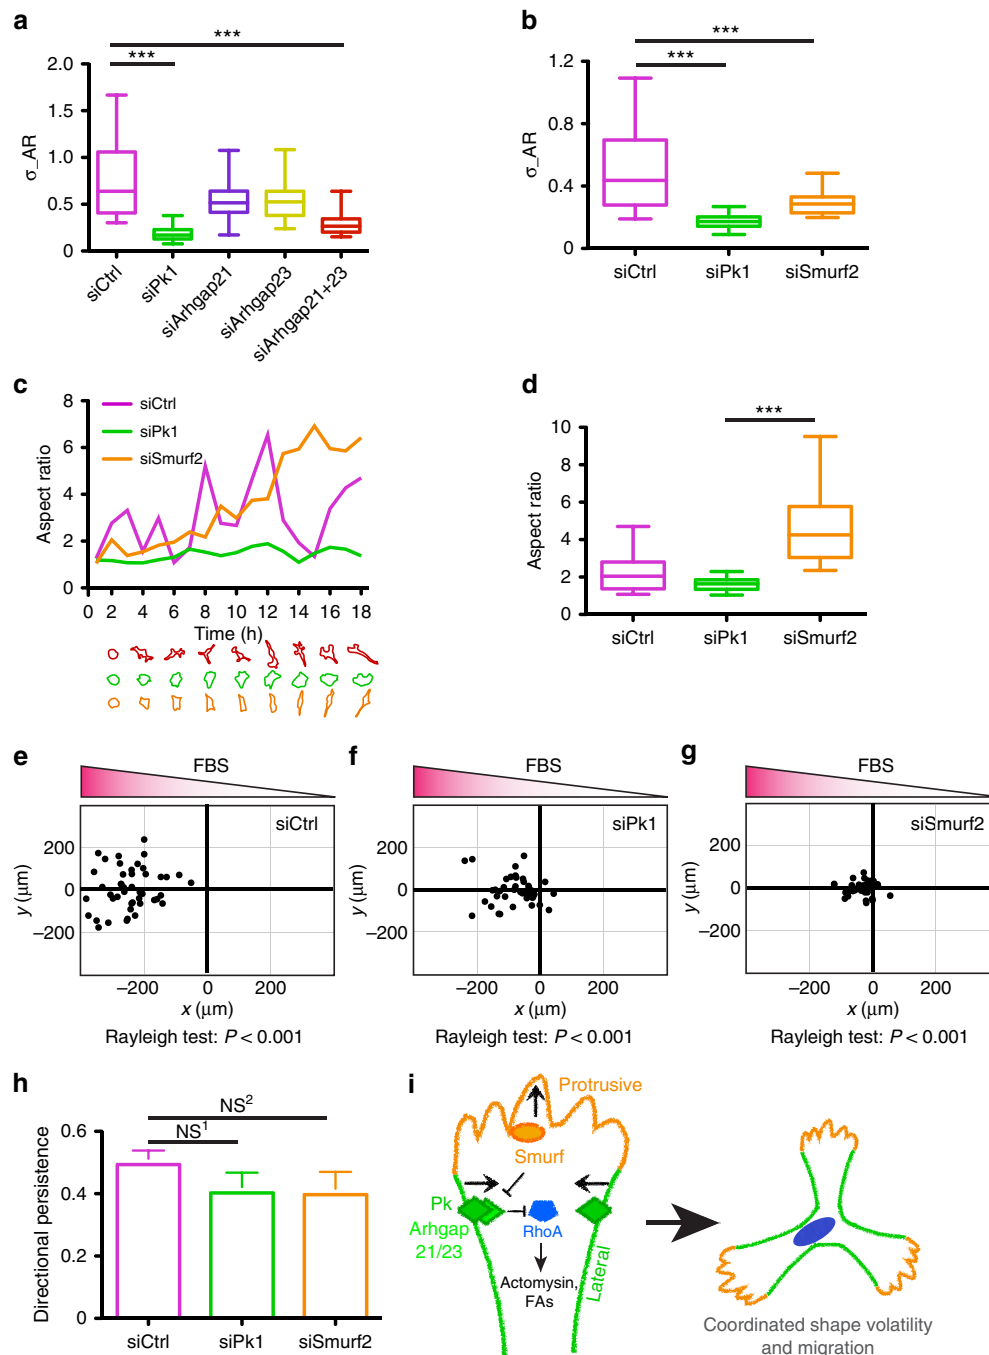 a
***
***
2.0
1.0
0.5
0
σ_AR
siCtrl
siPk1
siArhgap21
siArhgap23
siArhgap21+23
b
***
***
1.2
0.8
0.4
0
σ_AR
siCtrl
siPk1
siSmurf2
c
8
6
4
2
0
Aspect ratio
siCtrl
siPk1
siSmurf2
0 2 4 6 8 10 12 14 16 18
Time (h)
d
***
10
8
6
4
2
0
Aspect ratio
siCtrl
siPk1
siSmurf2
e
FBS
siCtrl
200
0
−200
y (μm)
−200 0 200
x (μm)
Rayleigh test: P < 0.001
f
FBS
siPk1
200
0
−200
y (μm)
−200 0 200
x (μm)
Rayleigh test: P < 0.001
g
FBS
siSmurf2
200
0
−200
y (μm)
−200 0 200
x (μm)
Rayleigh test: P < 0.001
h
NS2
NS1
0.6
0.4
0.2
0
Directional persistence
siCtrl
siPk1
siSmurf2
i
Protrusive
Smurf
Pk
Arhgap
21/23
RhoA
Lateral
Actomysin,
FAs
Coordinated shape volatility
and migration